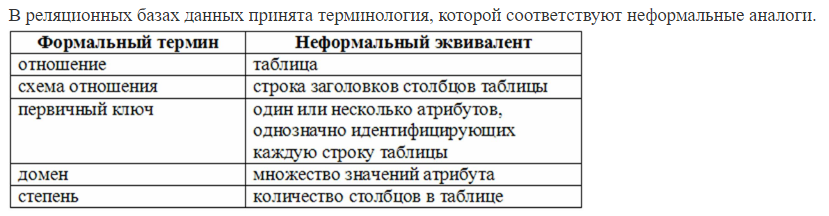 В реляционных базах данных принята терминология, которой соответствуют неформальные аналоги.
Формальный термин Неформальный эквивалент
отношение таблица
схема отношения строка заголовков столбцов таблицы
первичный ключ один или несколько атрибутов,
однозначно идентифицирующих
каждую строку таблицы
домен множество значений атрибута
степень количество столбцов в таблице